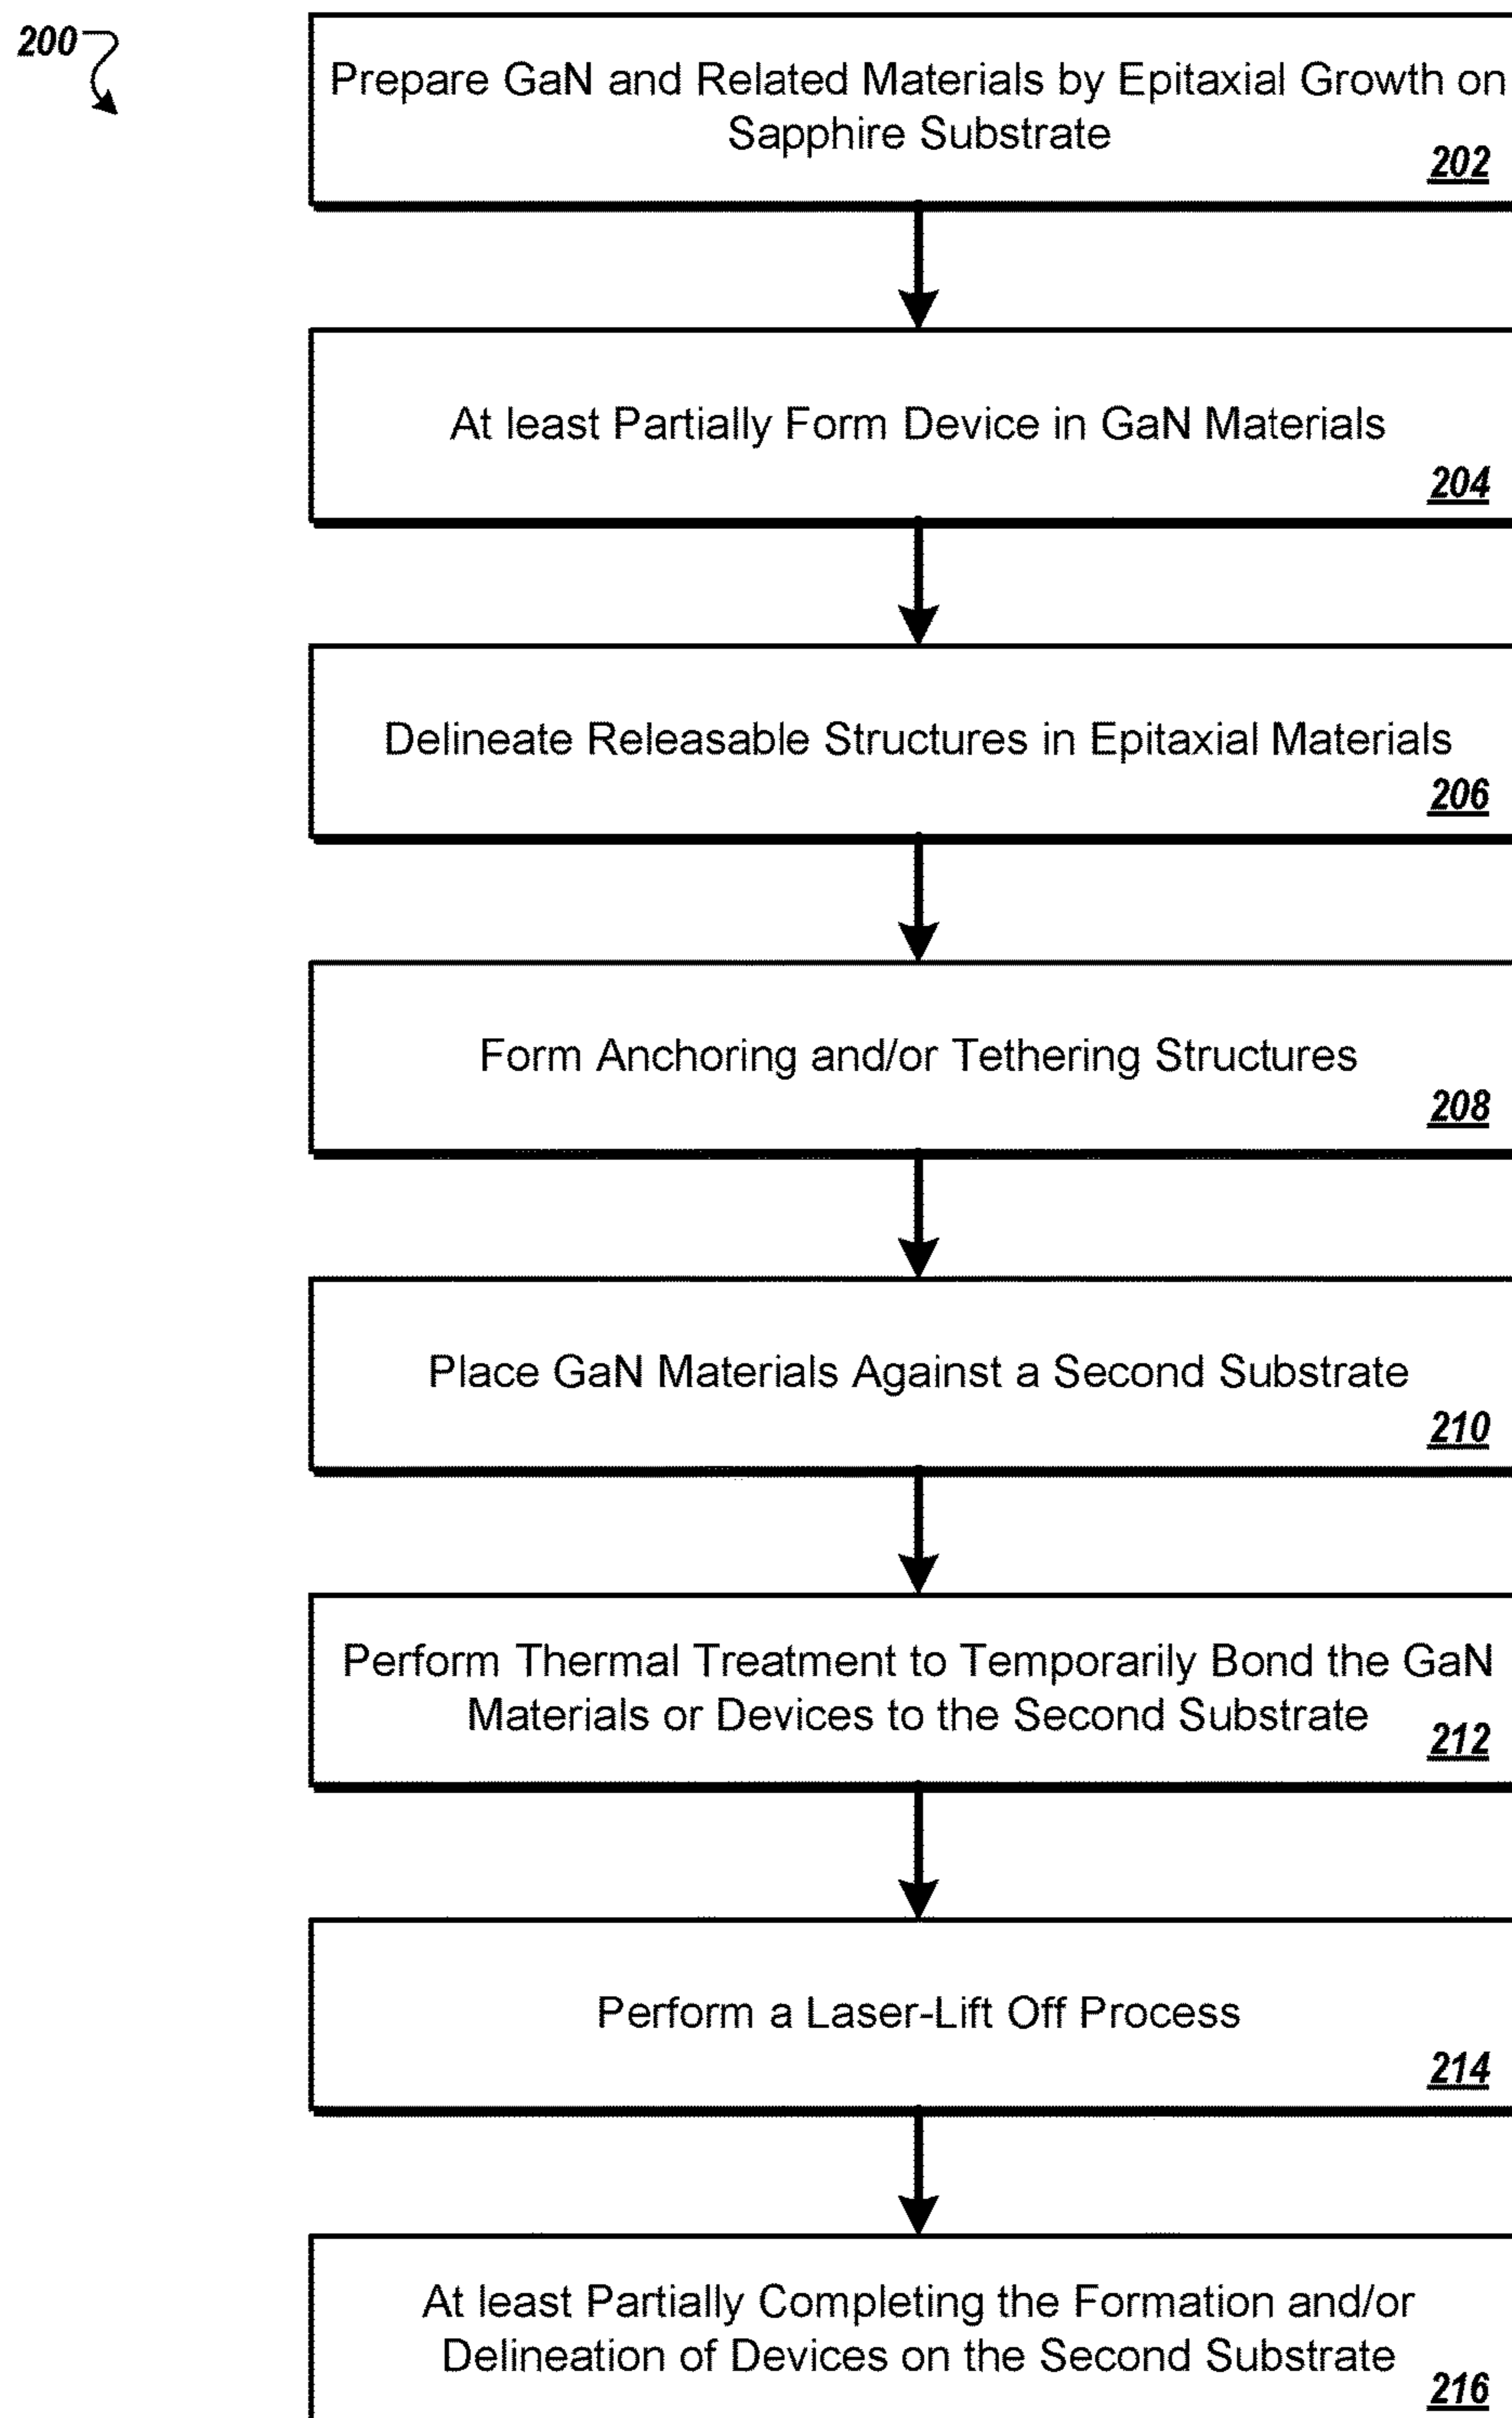 200
Prepare GaN and Related Materials by Epitaxial Growth on
Sapphire Substrate
202
At least Partially Form Device in GaN Materials
204
Delineate Releasable Structures in Epitaxial Materials
206
Form Anchoring and/or Tethering Structures
208
Place GaN Materials Against a Second Substrate
210
Perform Thermal Treatment to Temporarily Bond the GaN
Materials or Devices to the Second Substrate
212
Perform a Laser-Lift Off Process
214
At least Partially Completing the Formation and/or
Delineation of Devices on the Second Substrate
216